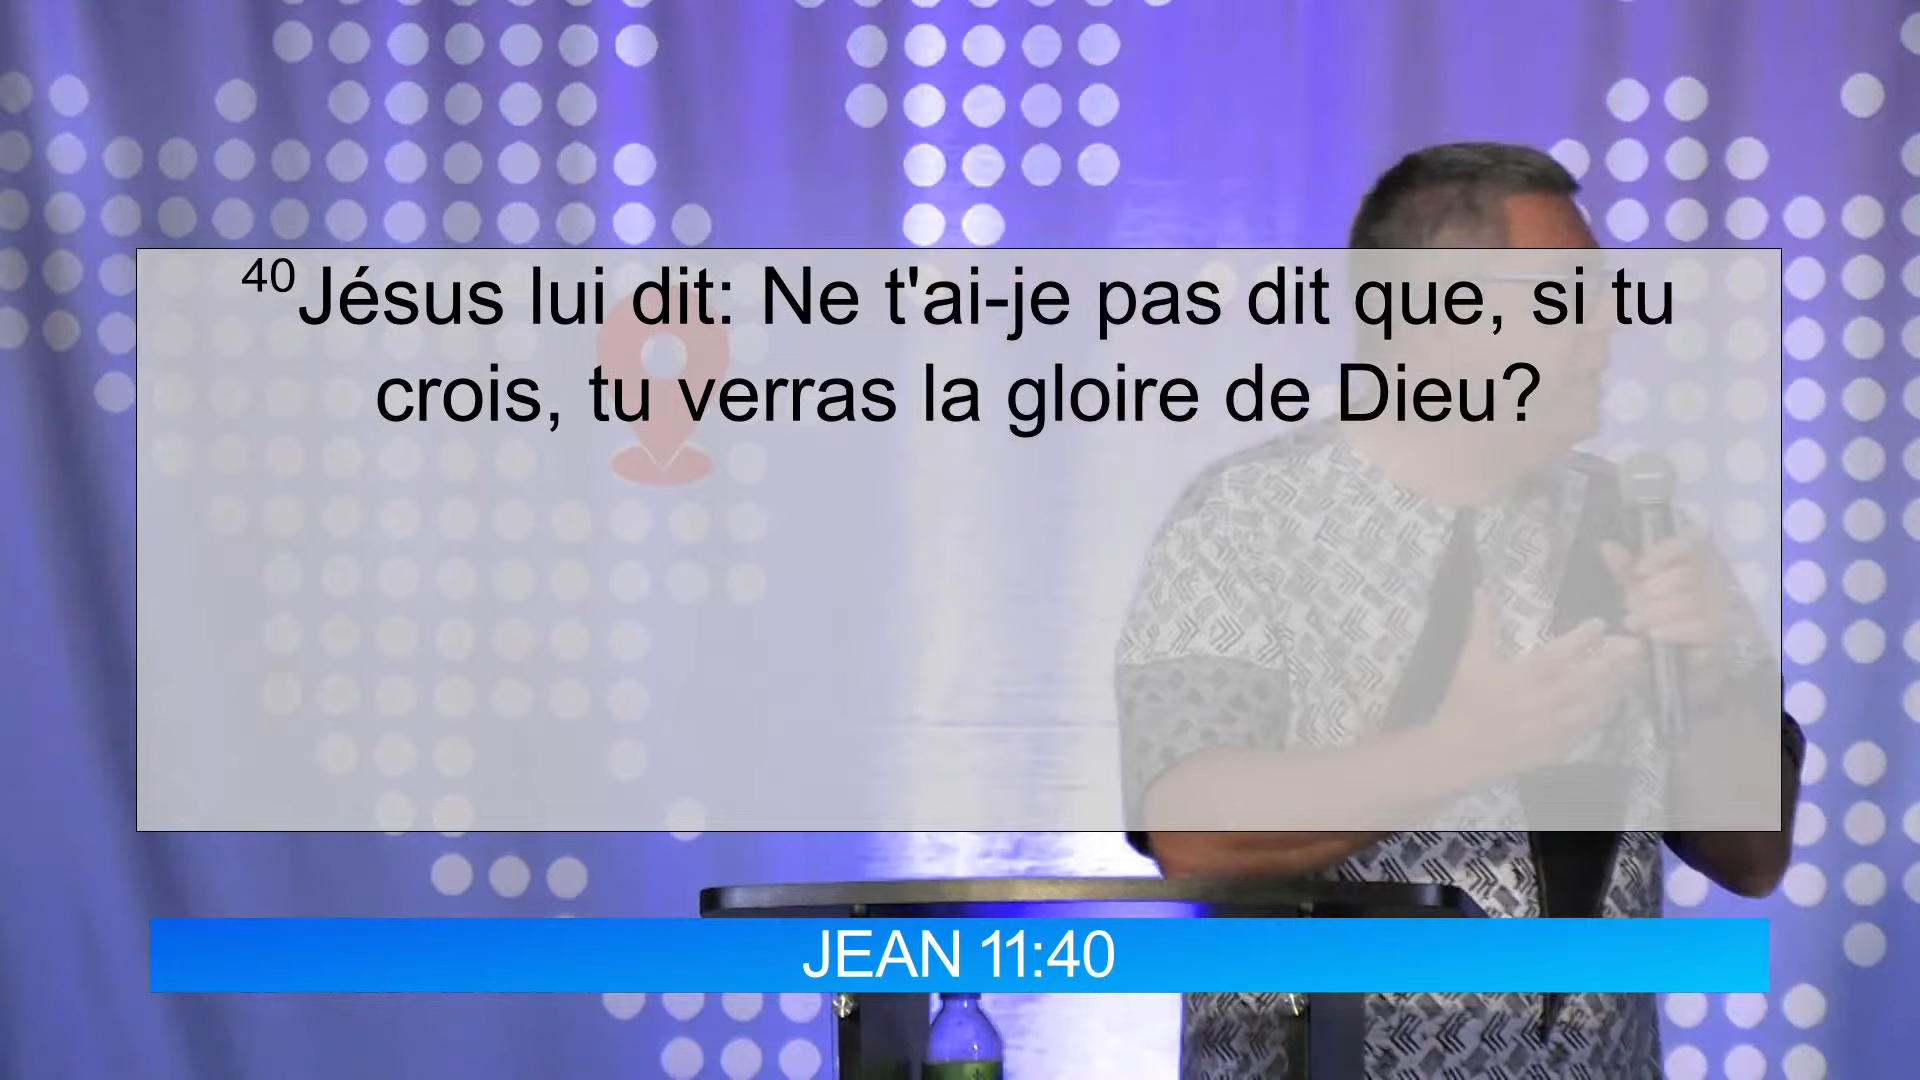 40Jésus lui dit: Ne t'ai-je pas dit que, si tu
crois, tu verras la gloire de Dieu?
JEAN 11:40